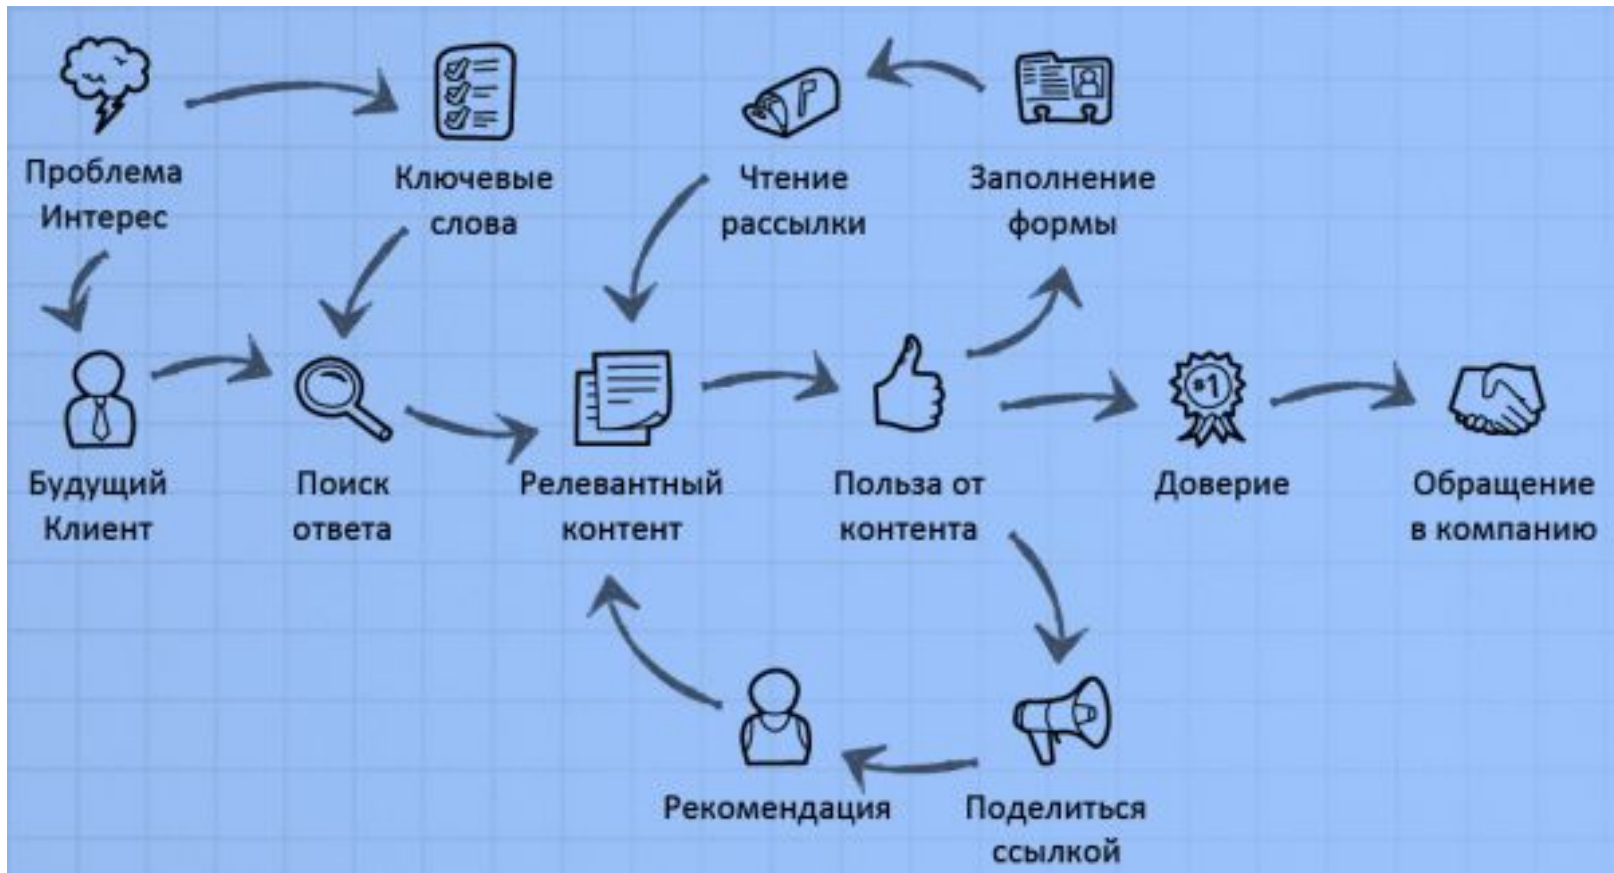 Проблема
Интерес
Ключевые
слова
Чтение
рассылки
Заполнение
формы
Будущий
Клиент
Поиск
ответа
Релевантный
контент
Польза от
контента
#1
Доверие
Обращение
в компанию
Рекомендация
Поделиться
ссылкой